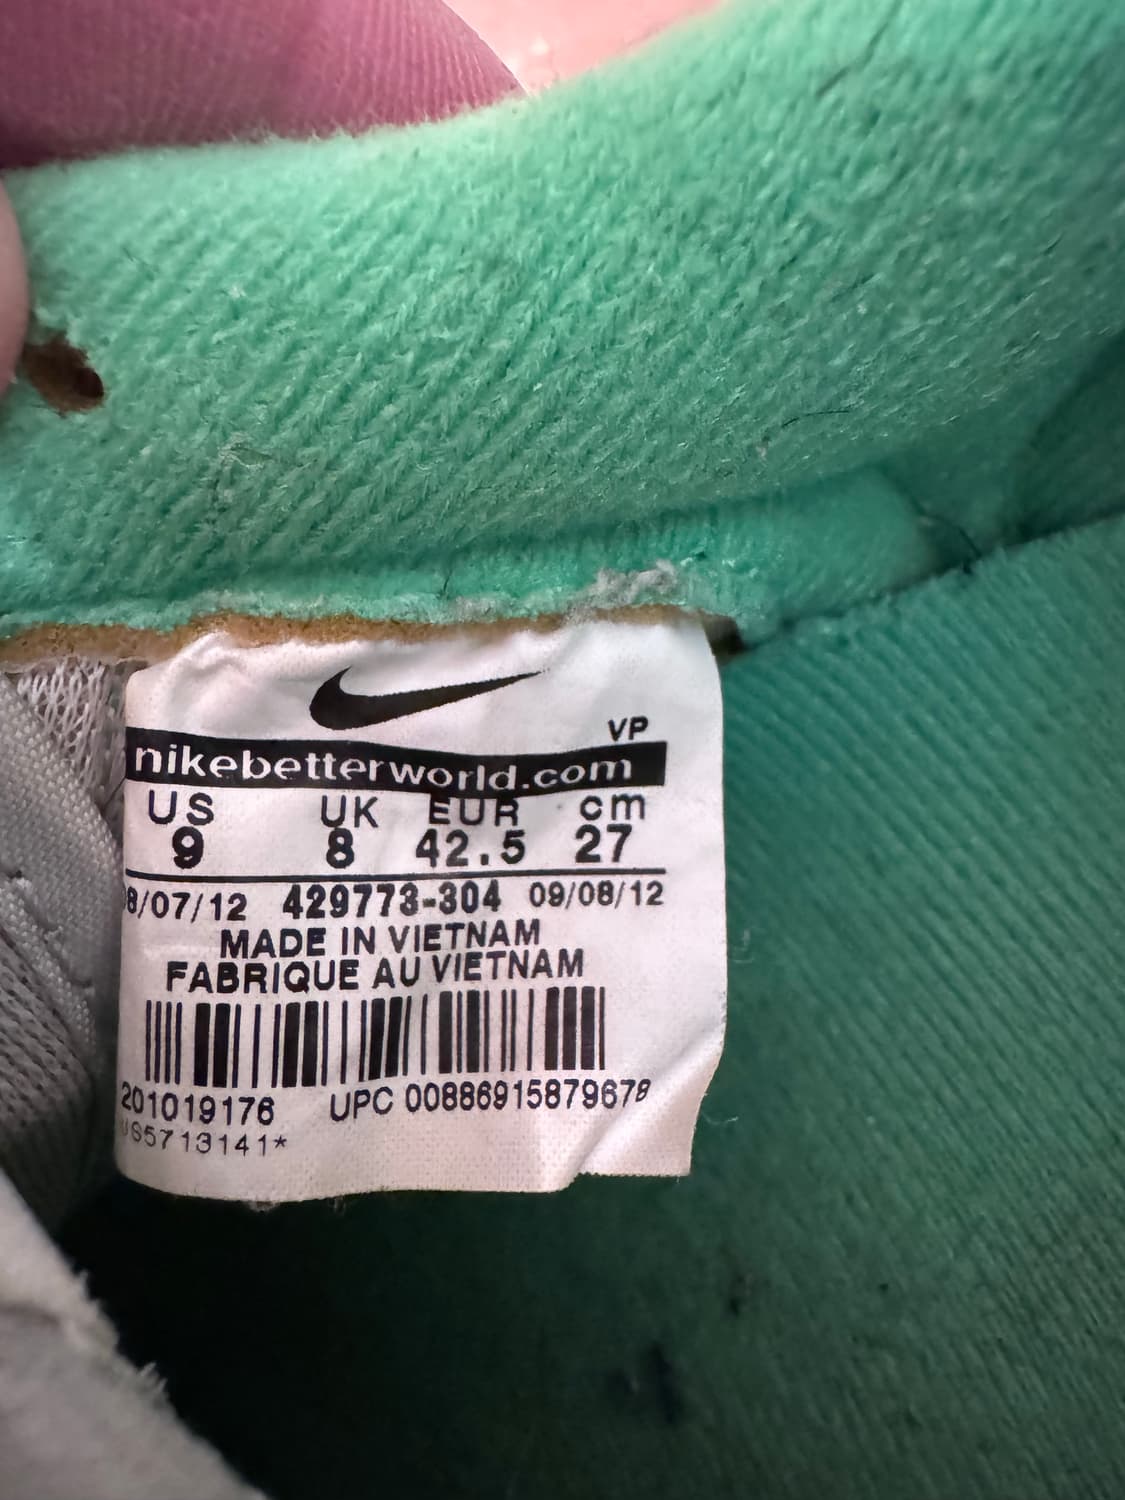 VP
nikebetterworld.com
US UK EUR cm
9 8 42.5 27
8/07/12 429773-304 09/08/12
MADE IN VIETNAM
FABRIQUE AU VIETNAM
201019176 UPC 00886915879678
US5713141*